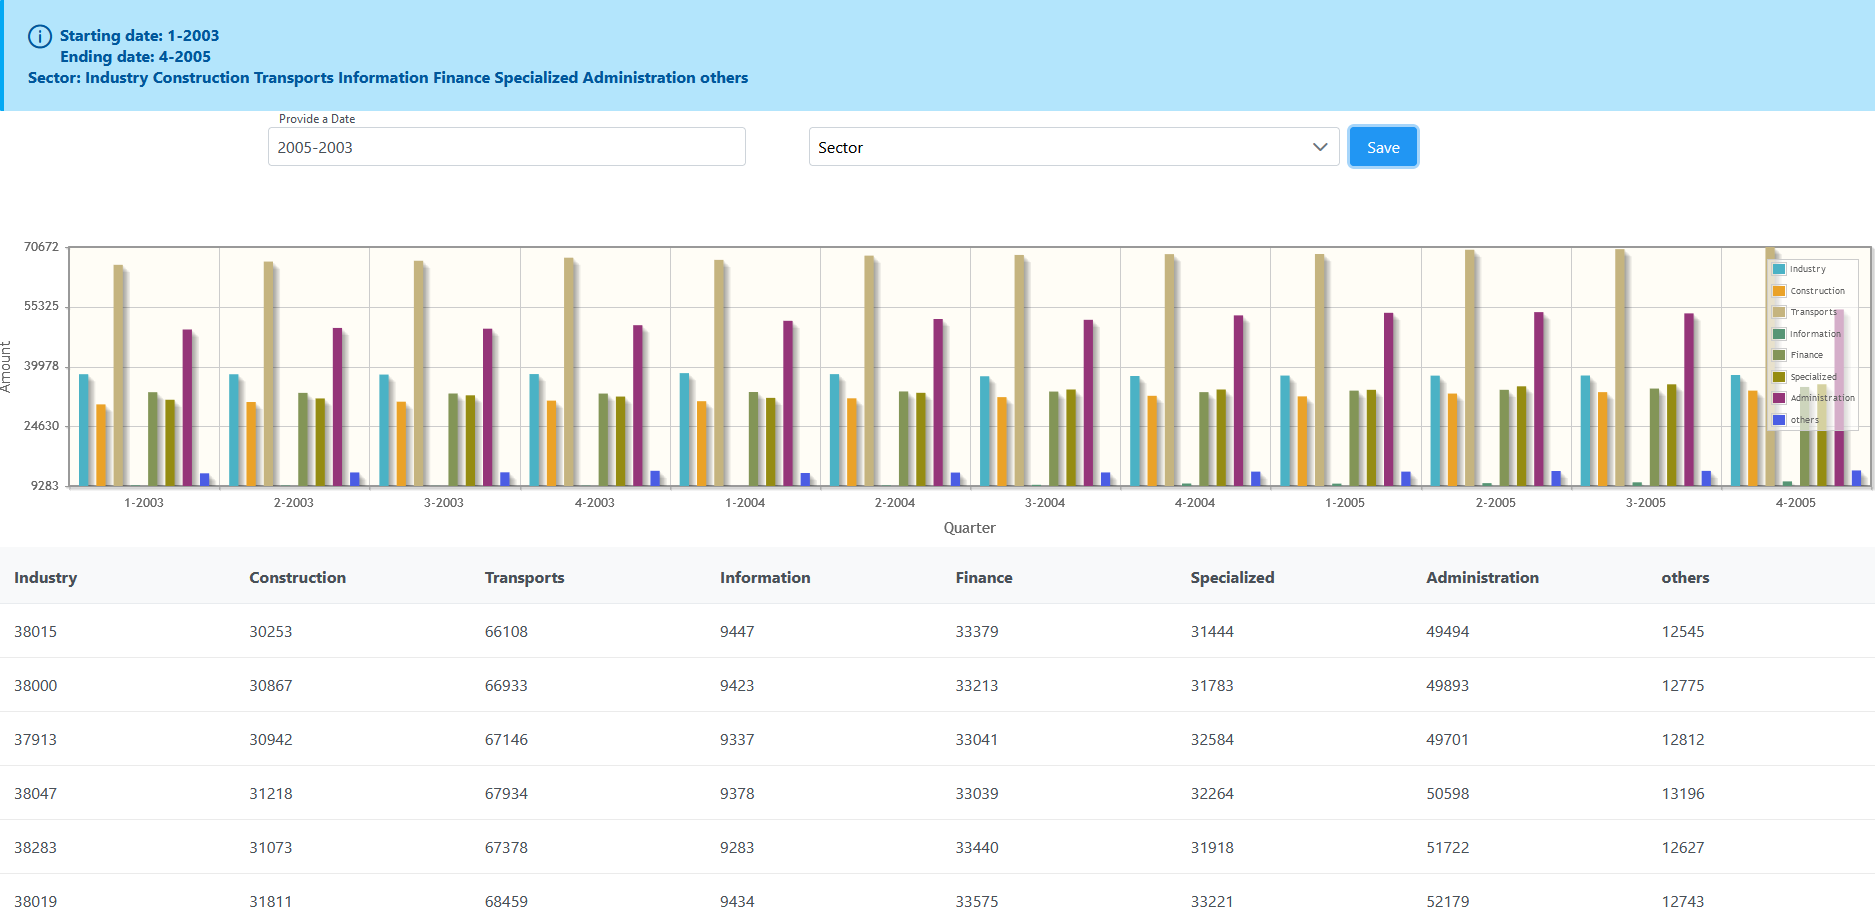 Starting date: 1-2003
Ending date: 4-2005
Sector: Industry Construction Transports Information Finance Specialized Administration others
Provide a Date
2005-2003
Sector
Save
70672
55325
39978
24630
9283
Amount
Industry
Construction
Transports
Information
Finance
Specialized
Administration
others
1-2003 2-2003 3-2003 4-2003 1-2004 2-2004 3-2004 4-2004 1-2005 2-2005 3-2005 4-2005
Quarter
Industry Construction Transports Information Finance Specialized Administration others
38015 30253 66108 9447 33379 31444 49494 12545
38000 30867 66933 9423 33213 31783 49893 12775
37913 30942 67146 9337 33041 32584 49701 12812
38047 31218 67934 9378 33039 32264 50598 13196
38283 31073 67378 9283 33440 31918 51722 12627
38019 31811 68459 9434 33575 33221 52179 12743